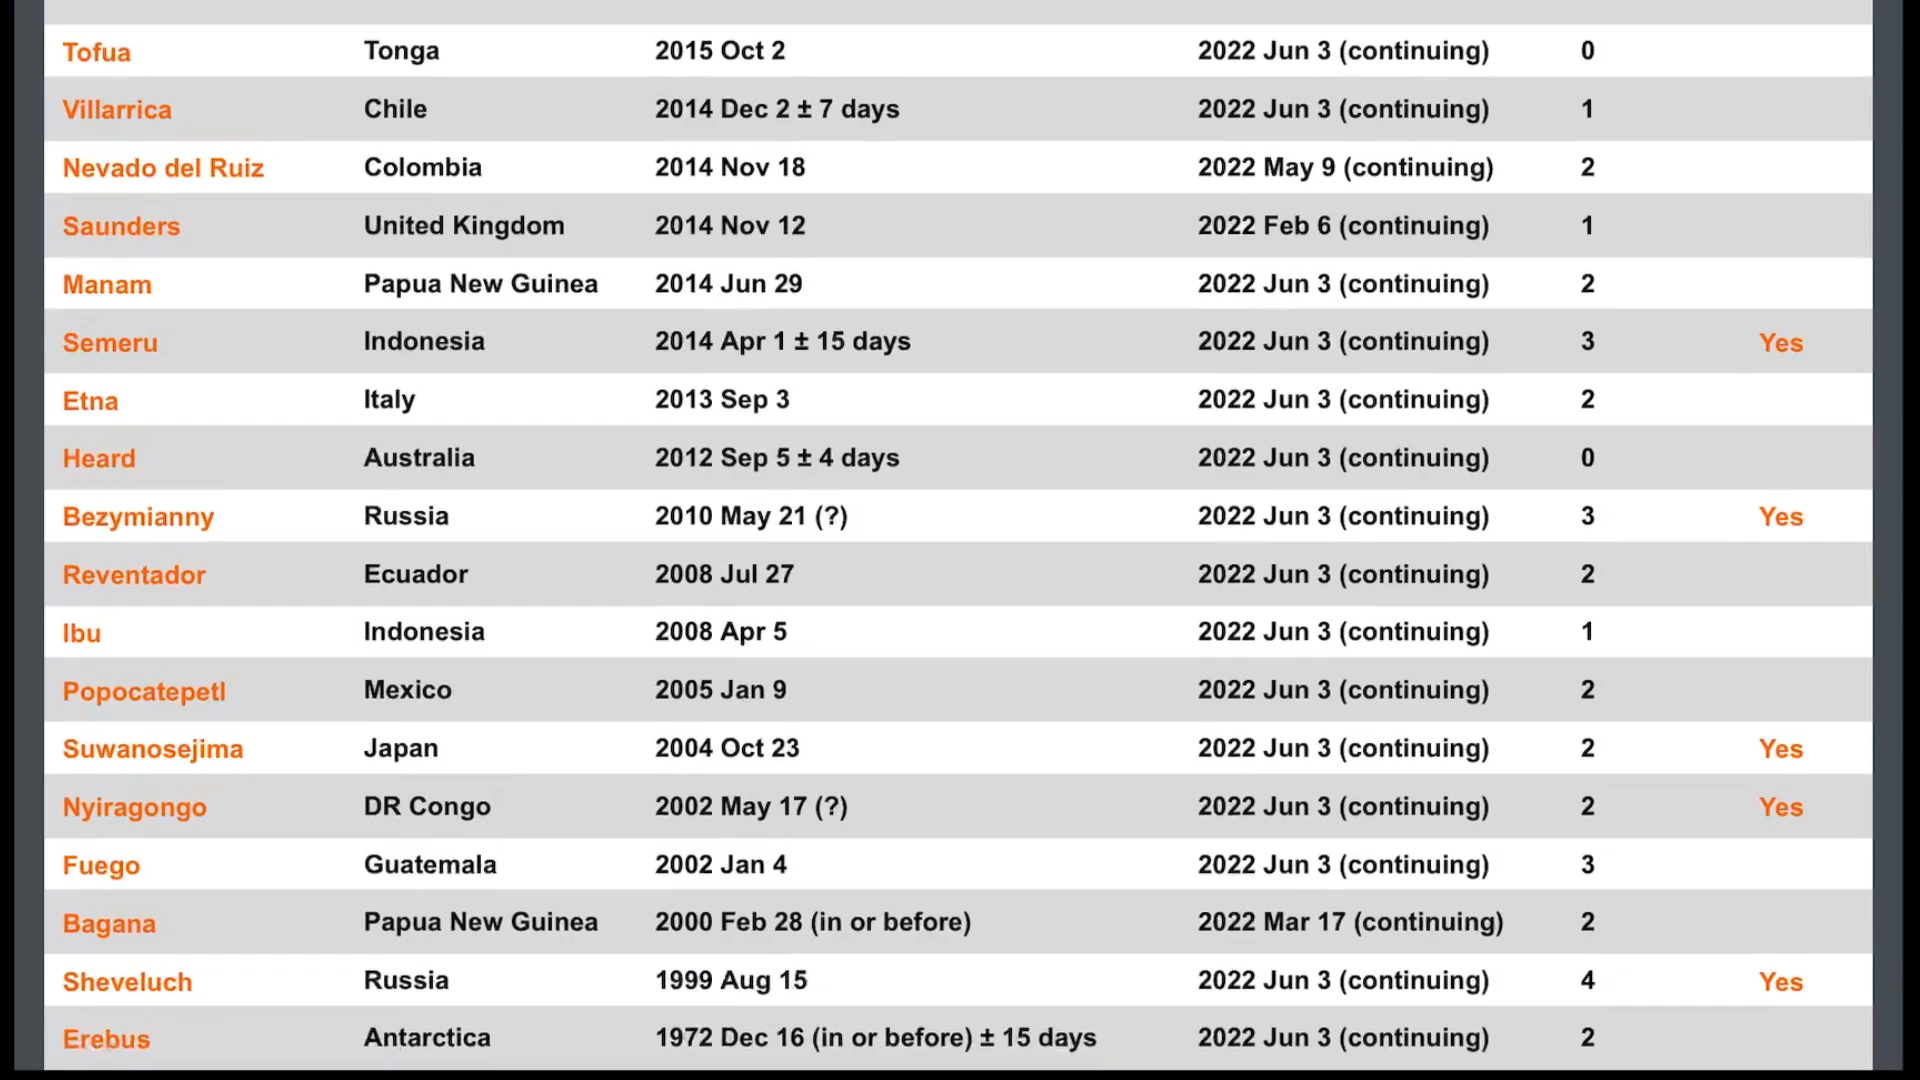 Tofua Tonga 2015 Oct 2 2022 Jun 3 (continuing) 0
Villarrica Chile 2014 Dec 2 ± 7 days 2022 Jun 3 (continuing) 1
Nevado del Ruiz Colombia 2014 Nov 18 2022 May 9 (continuing) 2
Saunders United Kingdom 2014 Nov 12 2022 Feb 6 (continuing) 1
Manam Papua New Guinea 2014 Jun 29 2022 Jun 3 (continuing) 2
Semeru Indonesia 2014 Apr 1 ± 15 days 2022 Jun 3 (continuing) 3 Yes
Etna Italy 2013 Sep 3 2022 Jun 3 (continuing) 2
Heard Australia 2012 Sep 5 ± 4 days 2022 Jun 3 (continuing) 0
Bezymianny Russia 2010 May 21 (?) 2022 Jun 3 (continuing) 3 Yes
Reventador Ecuador 2008 Jul 27 2022 Jun 3 (continuing) 2
Ibu Indonesia 2008 Apr 5 2022 Jun 3 (continuing) 1
Popocatepetl Mexico 2005 Jan 9 2022 Jun 3 (continuing) 2
Suwanosejima Japan 2004 Oct 23 2022 Jun 3 (continuing) 2 Yes
Nyiragongo DR Congo 2002 May 17 (?) 2022 Jun 3 (continuing) 2 Yes
Fuego Guatemala 2002 Jan 4 2022 Jun 3 (continuing) 3
Bagana Papua New Guinea 2000 Feb 28 (in or before) 2022 Mar 17 (continuing) 2
Sheveluch Russia 1999 Aug 15 2022 Jun 3 (continuing) 4 Yes
Erebus Antarctica 1972 Dec 16 (in or before) ± 15 days 2022 Jun 3 (continuing) 2